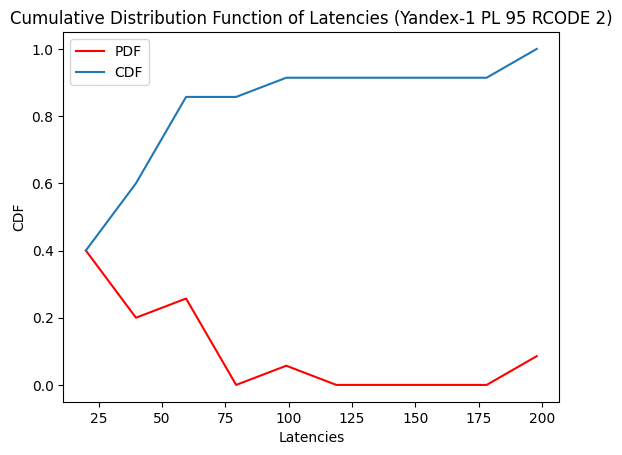 Cumulative Distribution Function of Latencies (Yandex-1 PL 95 RCODE 2)
PDF
CDF
1.0
0.8
0.6
0.4
0.2
0.0
CDF
25
50
75
100
125
150
175
200
Latencies